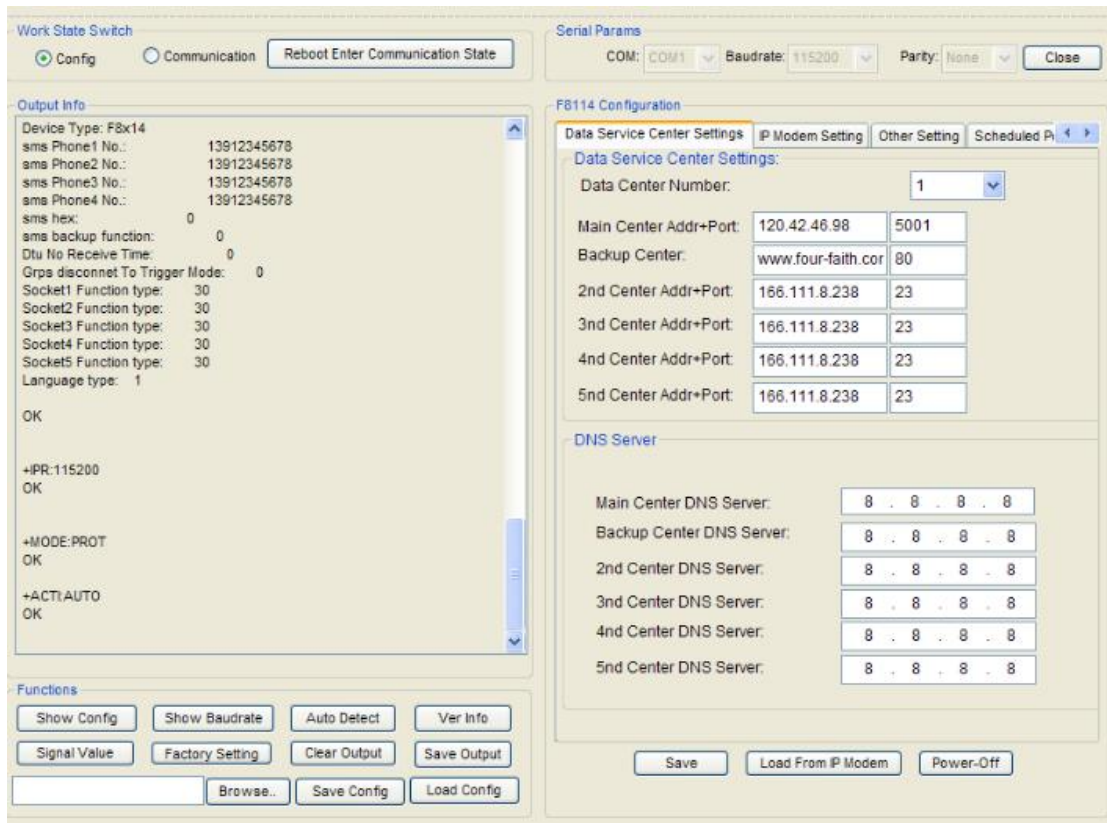 Work State Switch
Config Communication Reboot Enter Communication State
Serial Params
COM: COM1 Baudrate: 115200 Parity: None Close
Output Info
Device Type: F8x14
sms Phone1 No.: 13912345678
sms Phone2 No.: 13912345678
sms Phone3 No.: 13912345678
sms Phone4 No.: 13912345678
sms hex: 0
sms backup function: 0
Dtu No Receive Time: 0
Grps disconnet To Trigger Mode: 0
Socket1 Function type: 30
Socket2 Function type: 30
Socket3 Function type: 30
Socket4 Function type: 30
Socket5 Function type: 30
Language type: 1
OK
+IPR:115200
OK
+MODE:PROT
OK
+ACTI:AUTO
OK
Functions
Show Config Show Baudrate Auto Detect Ver Info
Signal Value Factory Setting Clear Output Save Output
Browse.. Save Config Load Config
F8114 Configuration
Data Service Center Settings IP Modem Setting Other Setting Scheduled
Data Service Center Settings:
Data Center Number: 1
Main Center Addr+Port: 120.42.46.98 5001
Backup Center: www.four-faith.cor 80
2nd Center Addr+Port: 166.111.8.238 23
3nd Center Addr+Port: 166.111.8.238 23
4nd Center Addr+Port: 166.111.8.238 23
5nd Center Addr+Port: 166.111.8.238 23
DNS Server
Main Center DNS Server: 8 . 8 . 8 . 8
Backup Center DNS Server: 8 . 8 . 8 . 8
2nd Center DNS Server: 8 . 8 . 8 . 8
3nd Center DNS Server: 8 . 8 . 8 . 8
4nd Center DNS Server: 8 . 8 . 8 . 8
5nd Center DNS Server: 8 . 8 . 8 . 8
Save Load From IP Modem Power-Off